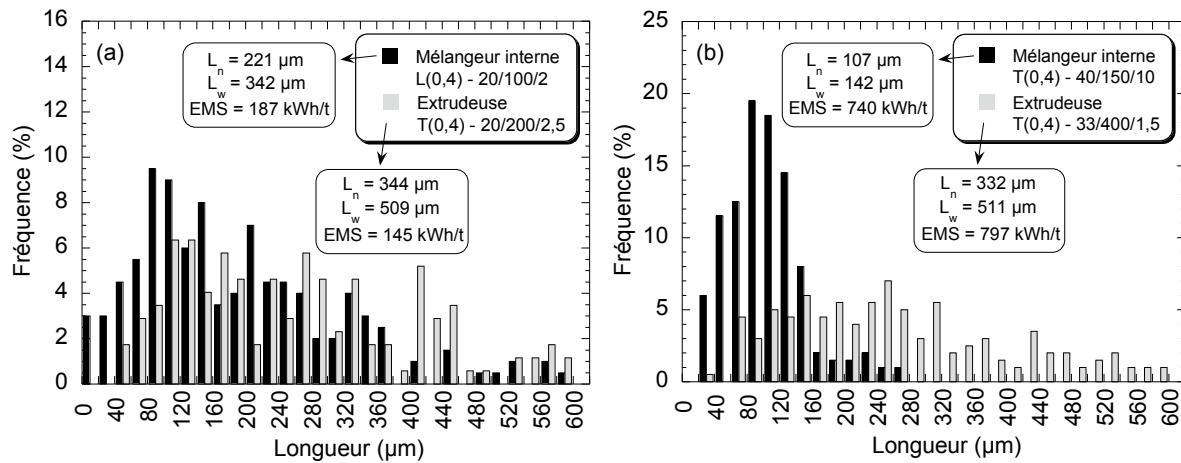 (a)
L_n = 221 µm
L_w = 342 µm
EMS = 187 kWh/t
Mélangeur interne
L(0,4) - 20/100/2
Extrudeuse
T(0,4) - 20/200/2,5
L_n = 344 µm
L_w = 509 µm
EMS = 145 kWh/t
Fréquence (%)
16
14
12
10
8
6
4
2
0
0 40 80 120 160 200 240 280 320 360 400 440 480 520 560 600
Longueur (µm)
(b)
L_n = 107 µm
L_w = 142 µm
EMS = 740 kWh/t
Mélangeur interne
T(0,4) - 40/150/10
Extrudeuse
T(0,4) - 33/400/1,5
L_n = 332 µm
L_w = 511 µm
EMS = 797 kWh/t
Fréquence (%)
25
20
15
10
5
0
0 40 80 120 160 200 240 280 320 360 400 440 480 520 560 600
Longueur (µm)